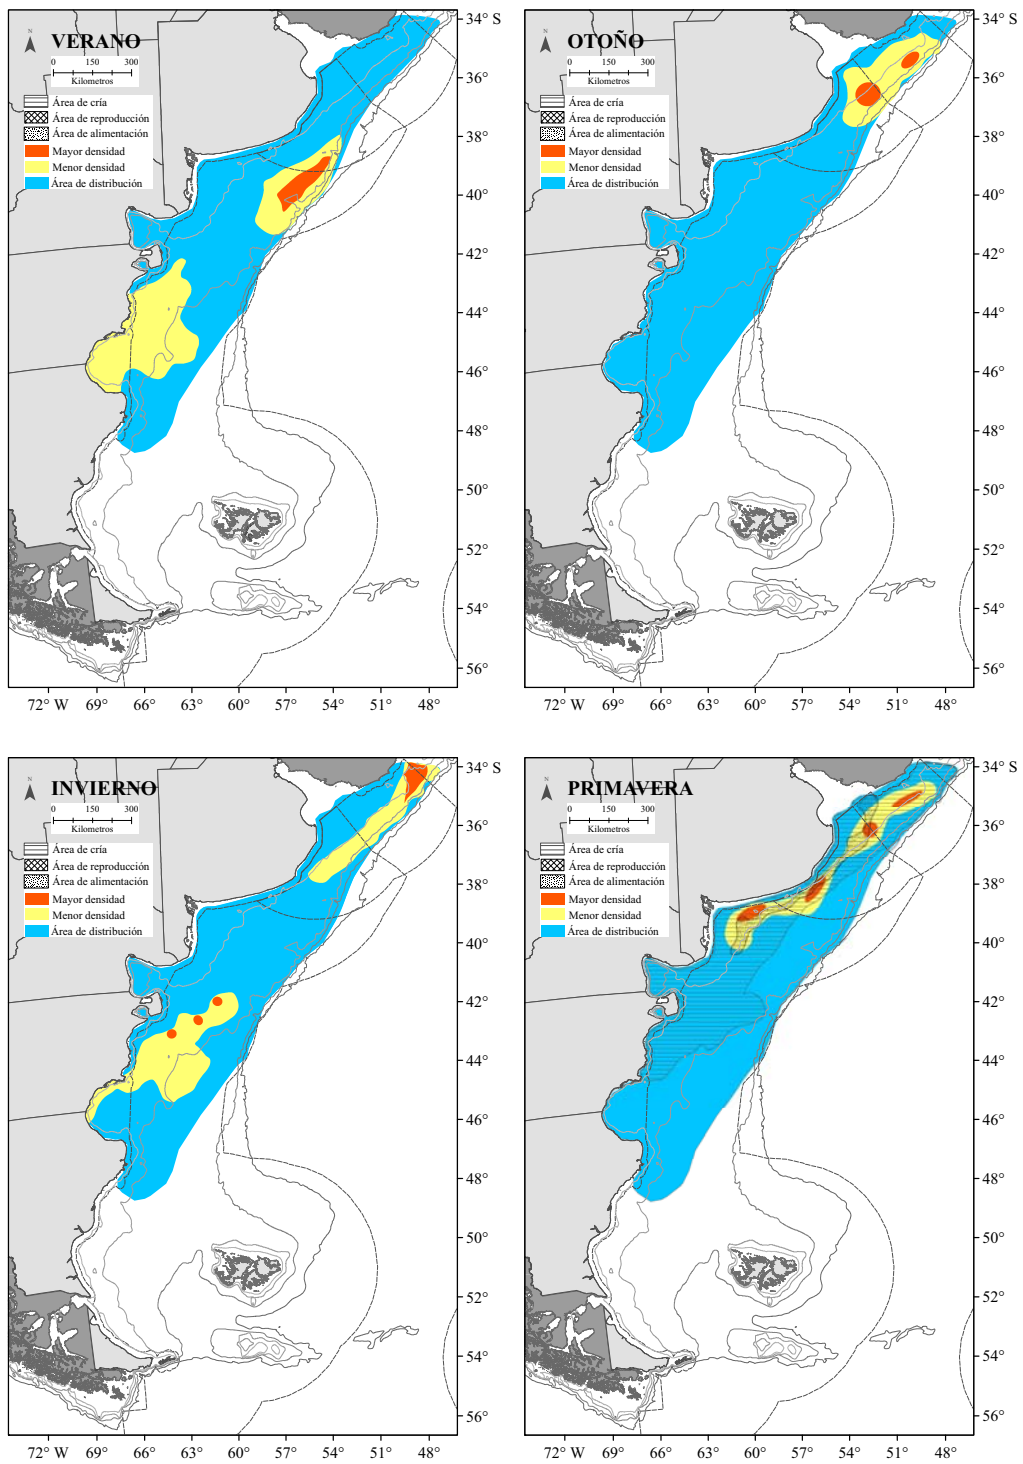 VERANO
N
0 150 300
Kilometros
Área de cría
Área de reproducción
Área de alimentación
Mayor densidad
Menor densidad
Área de distribución
34° S
36°
38°
40°
42°
44°
46°
48°
50°
52°
54°
56°
72° W 69° 66° 63° 60° 57° 54° 51° 48°
OTOÑO
N
0 150 300
Kilometros
Área de cría
Área de reproducción
Área de alimentación
Mayor densidad
Menor densidad
Área de distribución
34° S
36°
38°
40°
42°
44°
46°
48°
50°
52°
54°
56°
72° W 69° 66° 63° 60° 57° 54° 51° 48°
INVIERNO
N
0 150 300
Kilometros
Área de cría
Área de reproducción
Área de alimentación
Mayor densidad
Menor densidad
Área de distribución
34° S
36°
38°
40°
42°
44°
46°
48°
50°
52°
54°
56°
72° W 69° 66° 63° 60° 57° 54° 51° 48°
PRIMAVERA
N
0 150 300
Kilometros
Área de cría
Área de reproducción
Área de alimentación
Mayor densidad
Menor densidad
Área de distribución
34° S
36°
38°
40°
42°
44°
46°
48°
50°
52°
54°
56°
72° W 69° 66° 63° 60° 57° 54° 51° 48°